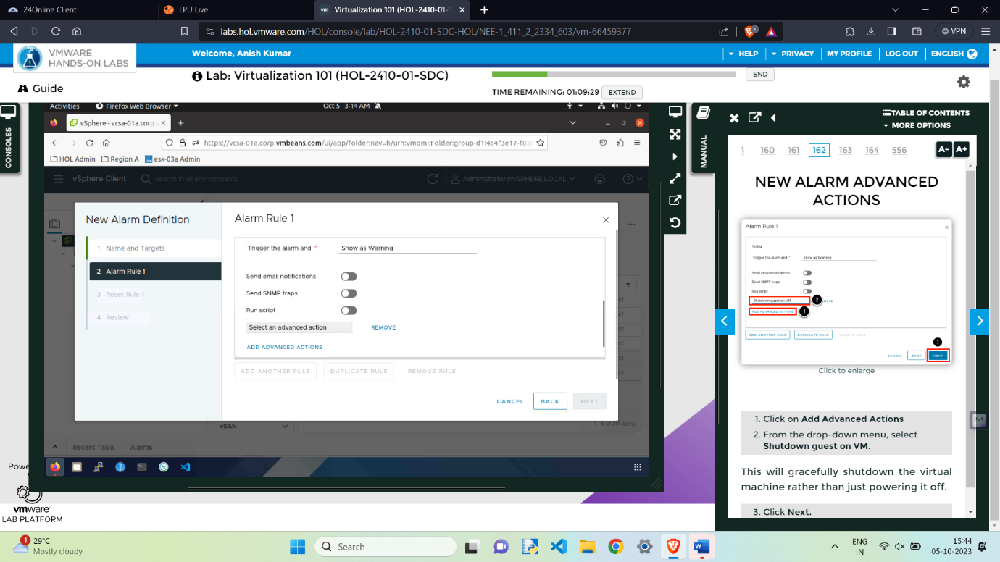 24Online Client
LPU Live
vm Virtualization 101 (HOL-2410-01-S
labs.hol.vmware.com/HOL/console/lab/HOL-2410-01-SDC-HOL/NEE-1_411_2_2334_603/vm-66459377
1
VPN
VMWARE
HANDS-ON LABS
Welcome, Anish Kumar
HELP
PRIVACY
MY PROFILE
LOG OUT
ENGLISH
Lab: Virtualization 101 (HOL-2410-01-SDC)
END
Guide
TIME REMAINING: 01:09:29
EXTEND
CONSOLES
Activities
Firefox Web Browser
Oct 5 3:14 AM
vSphere - vcsa-01a.corp.v
https://vcsa-01a.corp.vmbeans.com/ui/app/folder;nav=h/urn:vmomi:Folder:group-d1:4c4f3e17-f83
HOL Admin
Region A
vm esx-03a Admin
vSphere Client
Search in all environments
Administrator@VSPHERE.LOCAL
New Alarm Definition
1 Name and Targets
2 Alarm Rule 1
3 Reset Rule 1
4 Review
Alarm Rule 1
Trigger the alarm and *
Show as Warning
Send email notifications
Send SNMP traps
Run script
Select an advanced action
REMOVE
ADD ADVANCED ACTIONS
ADD ANOTHER RULE
DUPLICATE RULE
REMOVE RULE
CANCEL
BACK
NEXT
vSAN
Recent Tasks
Alarms
MANUAL
TABLE OF CONTENTS
MORE OPTIONS
1 160 161 162 163 164 556
A- A+
NEW ALARM ADVANCED
ACTIONS
Alarm Rule 1
THEN
Trigger the alarm and *
Show as Warning
Send email notifications
Send SNMP traps
Run script
Shutdown guest on VM
2
MOVE
ADD ADVANCED ACTIONS
1
ADD ANOTHER RULE
DUPLICATE RULE
REMOVE RULE
3
CANCEL
BACK
NEXT
Click to enlarge
1. Click on Add Advanced Actions
2. From the drop-down menu, select
Shutdown guest on VM.
This will gracefully shutdown the virtual
machine rather than just powering it off.
3. Click Next.
Powe
vmware
LAB PLATFORM
1
29°C
Mostly cloudy
Search
ENG
IN
15:44
05-10-2023